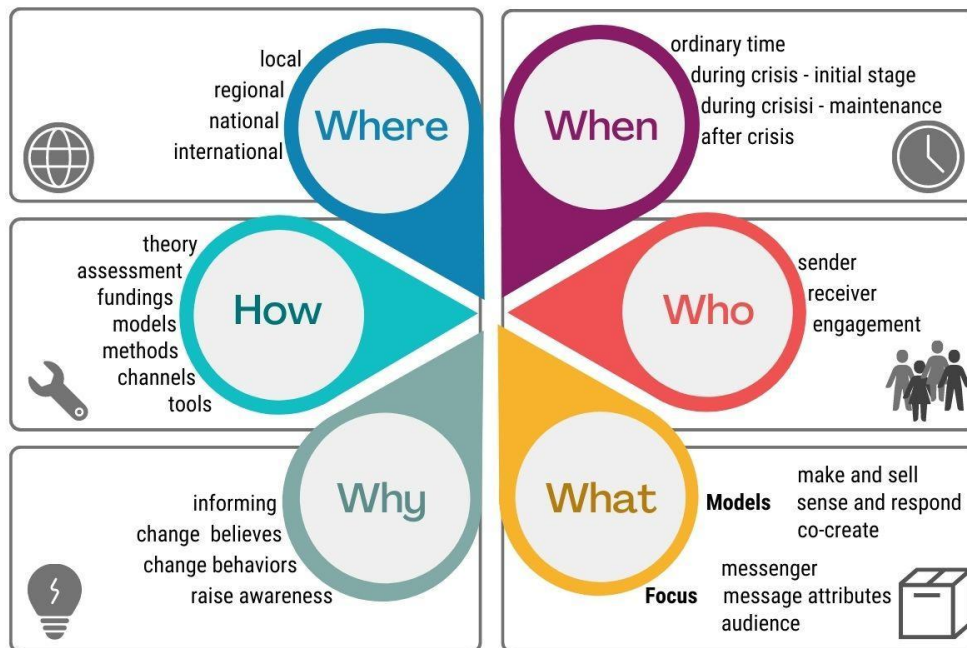 Where
local
regional
national
international
When
ordinary time
during crisis - initial stage
during crisisi - maintenance
after crisis
How
theory
assessment
fundings
models
methods
channels
tools
Who
sender
receiver
engagement
Why
informing
change believes
change behaviors
raise awareness
What
Models
make and sell
sense and respond
co-create
Focus
messenger
message attributes
audience